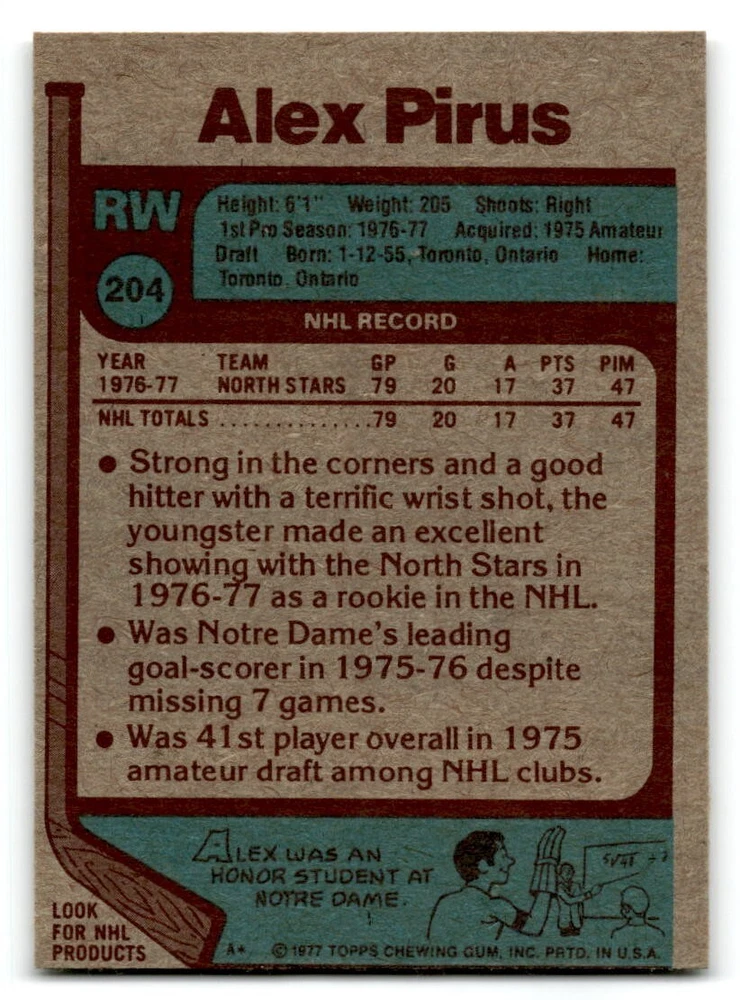 Alex Pirus
RW
204
Height: 6'1" Weight: 205 Shoots: Right
1st Pro Season: 1976-77 Acquired: 1975 Amateur
Draft Born: 1-12-55, Toronto, Ontario Home:
Toronto, Ontario
NHL RECORD
YEAR TEAM GP G A PTS PIM
1976-77 NORTH STARS 79 20 17 37 47
NHL TOTALS ..............79 20 17 37 47
● Strong in the corners and a good
hitter with a terrific wrist shot, the
youngster made an excellent
showing with the North Stars in
1976-77 as a rookie in the NHL.
● Was Notre Dame's leading
goal-scorer in 1975-76 despite
missing 7 games.
● Was 41st player overall in 1975
amateur draft among NHL clubs.
ALEX WAS AN
HONOR STUDENT AT
NOTRE DAME.
LOOK
FOR NHL
PRODUCTS
A* © 1977 TOPPS CHEWING GUM, INC. PRTD. IN U.S.A.